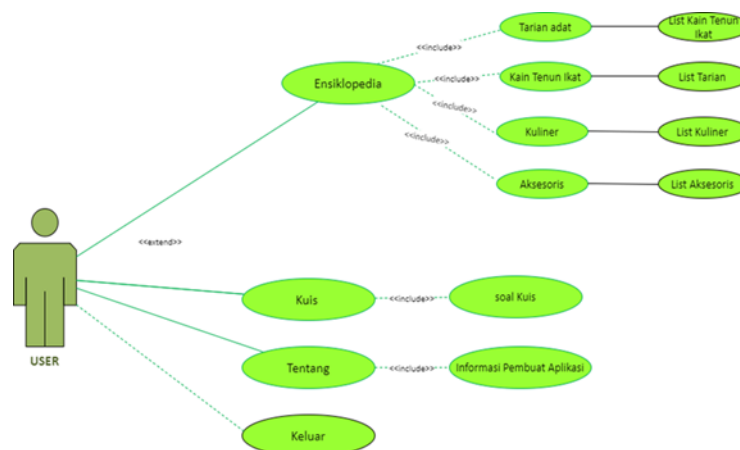 Tarian adat
List Kain Tenun
Ikat
<<include>>
Ensiklopedia
<<include>>
Kain Tenun Ikat
List Tarian
<<include>>
Kuliner
List Kuliner
<<include>>
Aksesoris
List Aksesoris
<<extend>>
Kuis
<<include>>
soal Kuis
USER
Tentang
<<include>>
Informasi Pembuat Aplikasi
Keluar